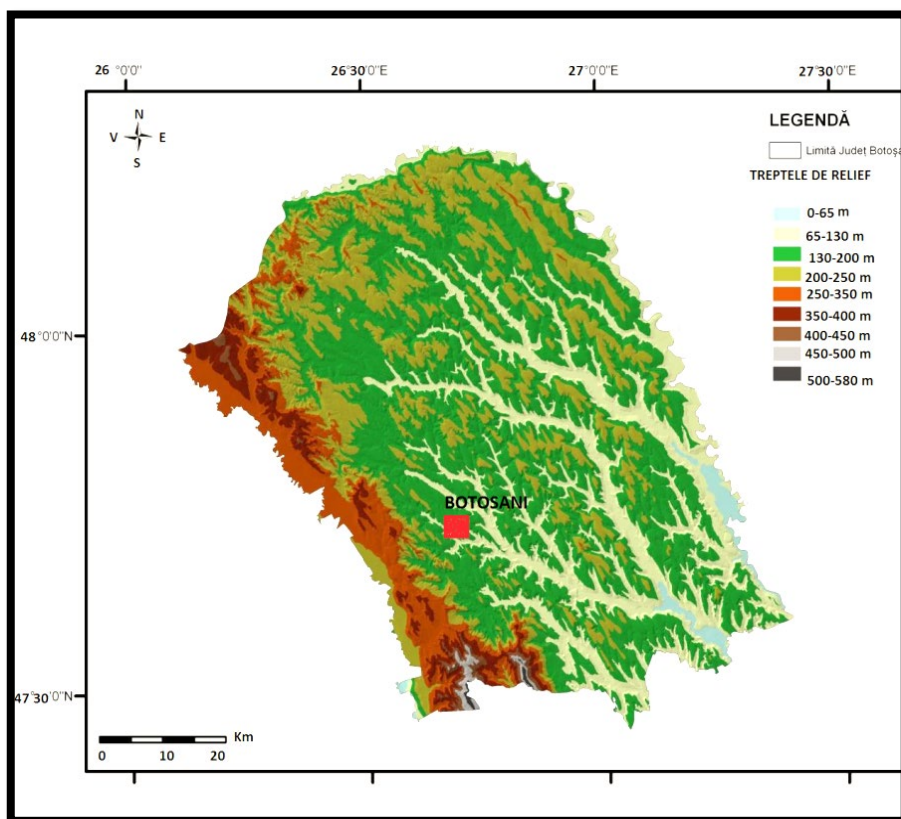 26 °0'0"
26°30'0"E
27°0'0"E
27°30'0"E
N
V E
S
LEGENDĂ
Limită Județ Botoșa
TREPTELE DE RELIEF
0-65 m
65-130 m
130-200 m
200-250 m
250-350 m
350-400 m
400-450 m
450-500 m
500-580 m
48°0'0"N
BOTOSANI
47°30'0"N
Km
0 10 20